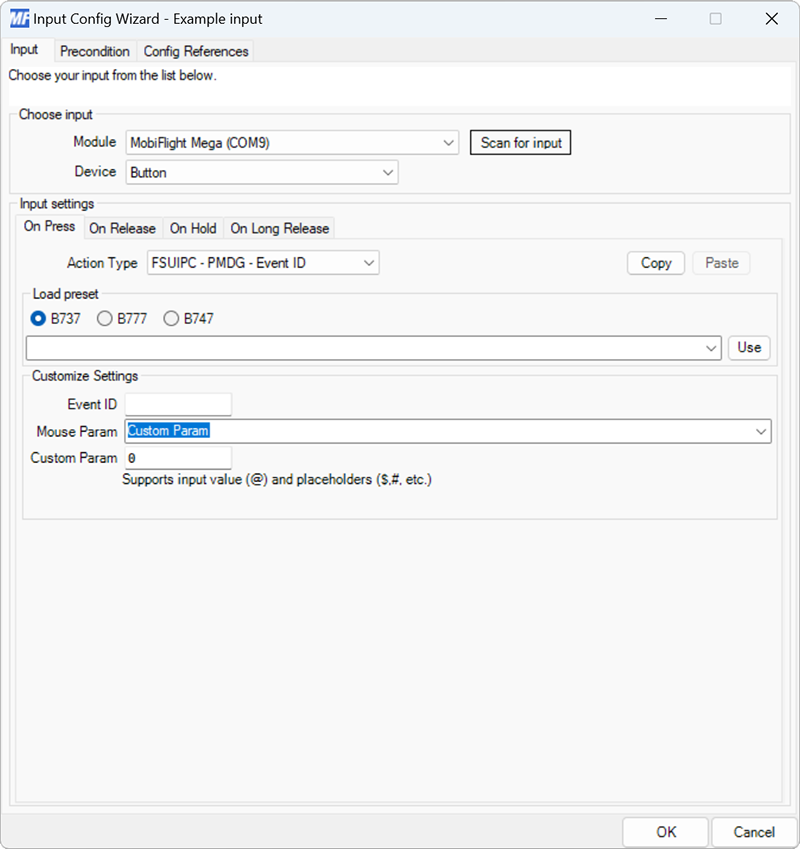 MF Input Config Wizard - Example input
Input Precondition Config References
Choose your input from the list below.
Choose input
Module MobiFlight Mega (COM9) Scan for input
Device Button
Input settings
On Press On Release On Hold On Long Release
Action Type FSUIPC - PMDG - Event ID Copy Paste
Load preset
B737 B777 B747
Use
Customize Settings
Event ID
Mouse Param Custom Param
Custom Param 0
Supports input value (@) and placeholders ($,#, etc.)
OK Cancel